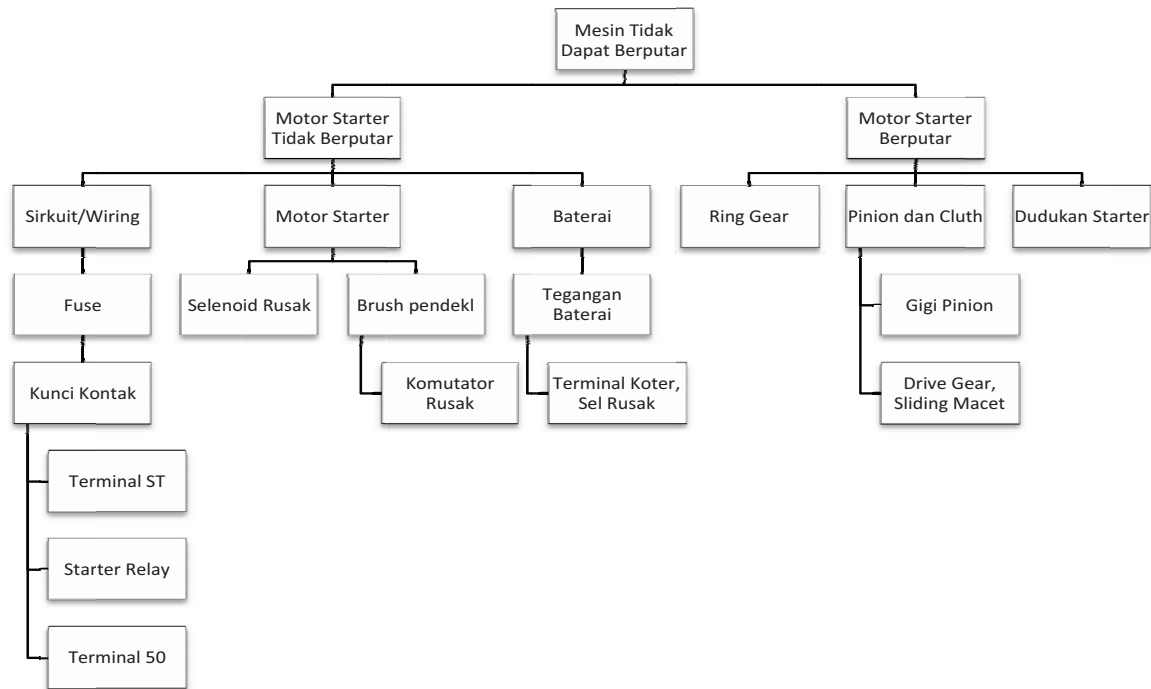 Mesin Tidak
Dapat Berputar
Motor Starter
Tidak Berputar
Motor Starter
Berputar
Sirkuit/Wiring
Motor Starter
Baterai
Ring Gear
Pinion dan Cluth
Dudukan Starter
Fuse
Selenoid Rusak
Brush pendekl
Tegangan
Baterai
Gigi Pinion
Kunci Kontak
Komutator
Rusak
Terminal Koter,
Sel Rusak
Drive Gear,
Sliding Macet
Terminal ST
Starter Relay
Terminal 50